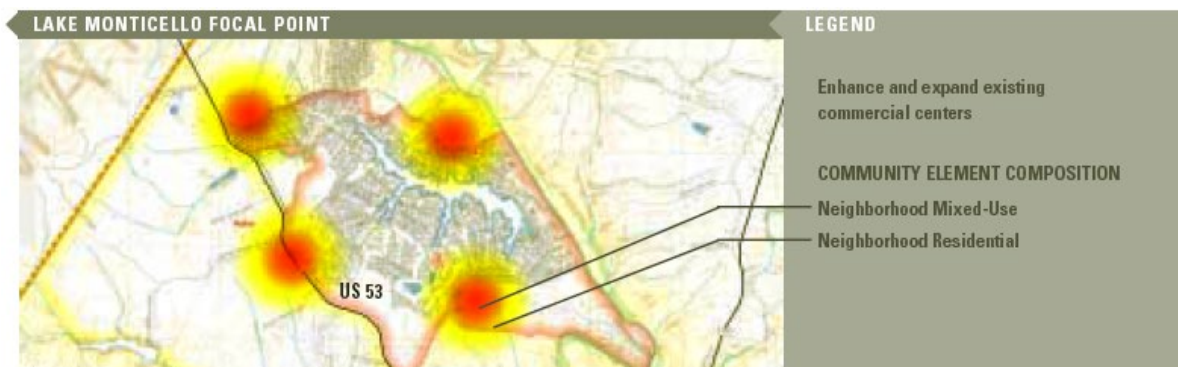 LAKE MONTICELLO FOCAL POINT
LEGEND
Enhance and expand existing
commercial centers
COMMUNITY ELEMENT COMPOSITION
Neighborhood Mixed-Use
Neighborhood Residential
US 53